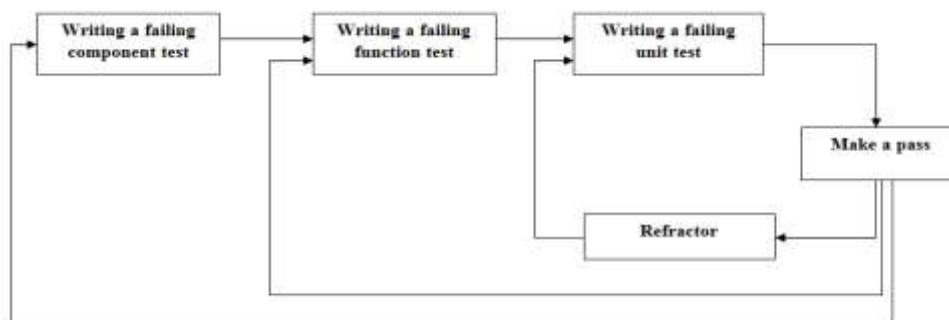 Writing a failing
component test
Writing a failing
function test
Writing a failing
unit test
Make a pass
Refractor